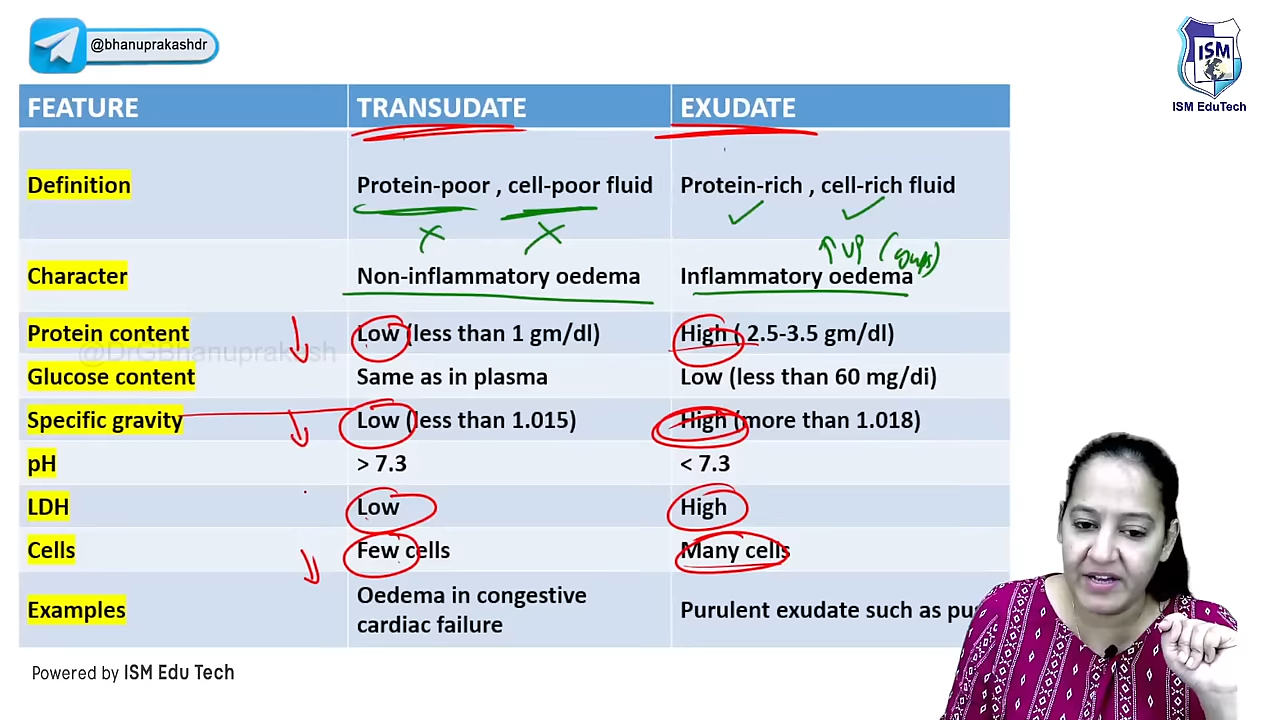 @bhanuprakashdr
ISM
ISM EduTech
FEATURE TRANSUDATE EXUDATE
Definition Protein-poor , cell-poor fluid Protein-rich , cell-rich fluid
↑ VP
Character Non-inflammatory oedema Inflammatory oedema
Protein content Low (less than 1 gm/dl) High ( 2.5-3.5 gm/dl)
@DrGBhanuprakash
Glucose content Same as in plasma Low (less than 60 mg/di)
Specific gravity Low (less than 1.015) High (more than 1.018)
pH > 7.3 < 7.3
LDH Low High
Cells Few cells Many cells
Examples Oedema in congestive cardiac failure Purulent exudate such as pu
Powered by ISM Edu Tech